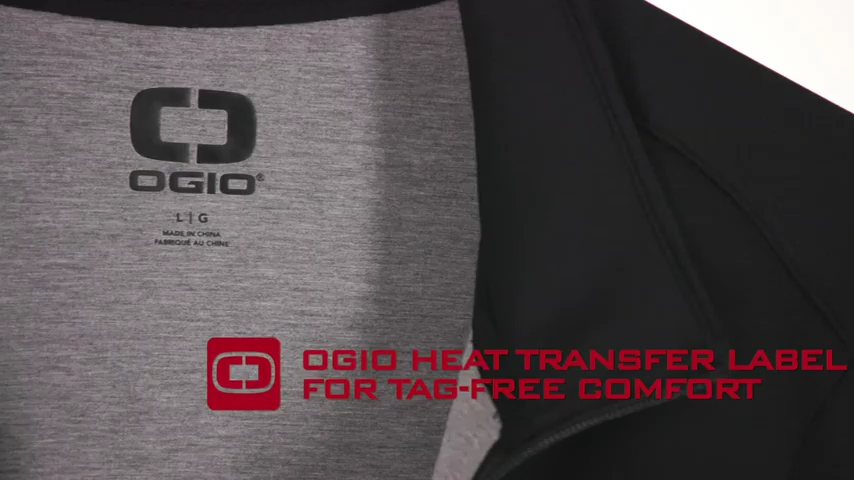 OGIO®
L | G
MADE IN CHINA
FABRIQUÉ AU CHINE
OGIO HEAT TRANSFER LABEL
FOR TAG-FREE COMFORT